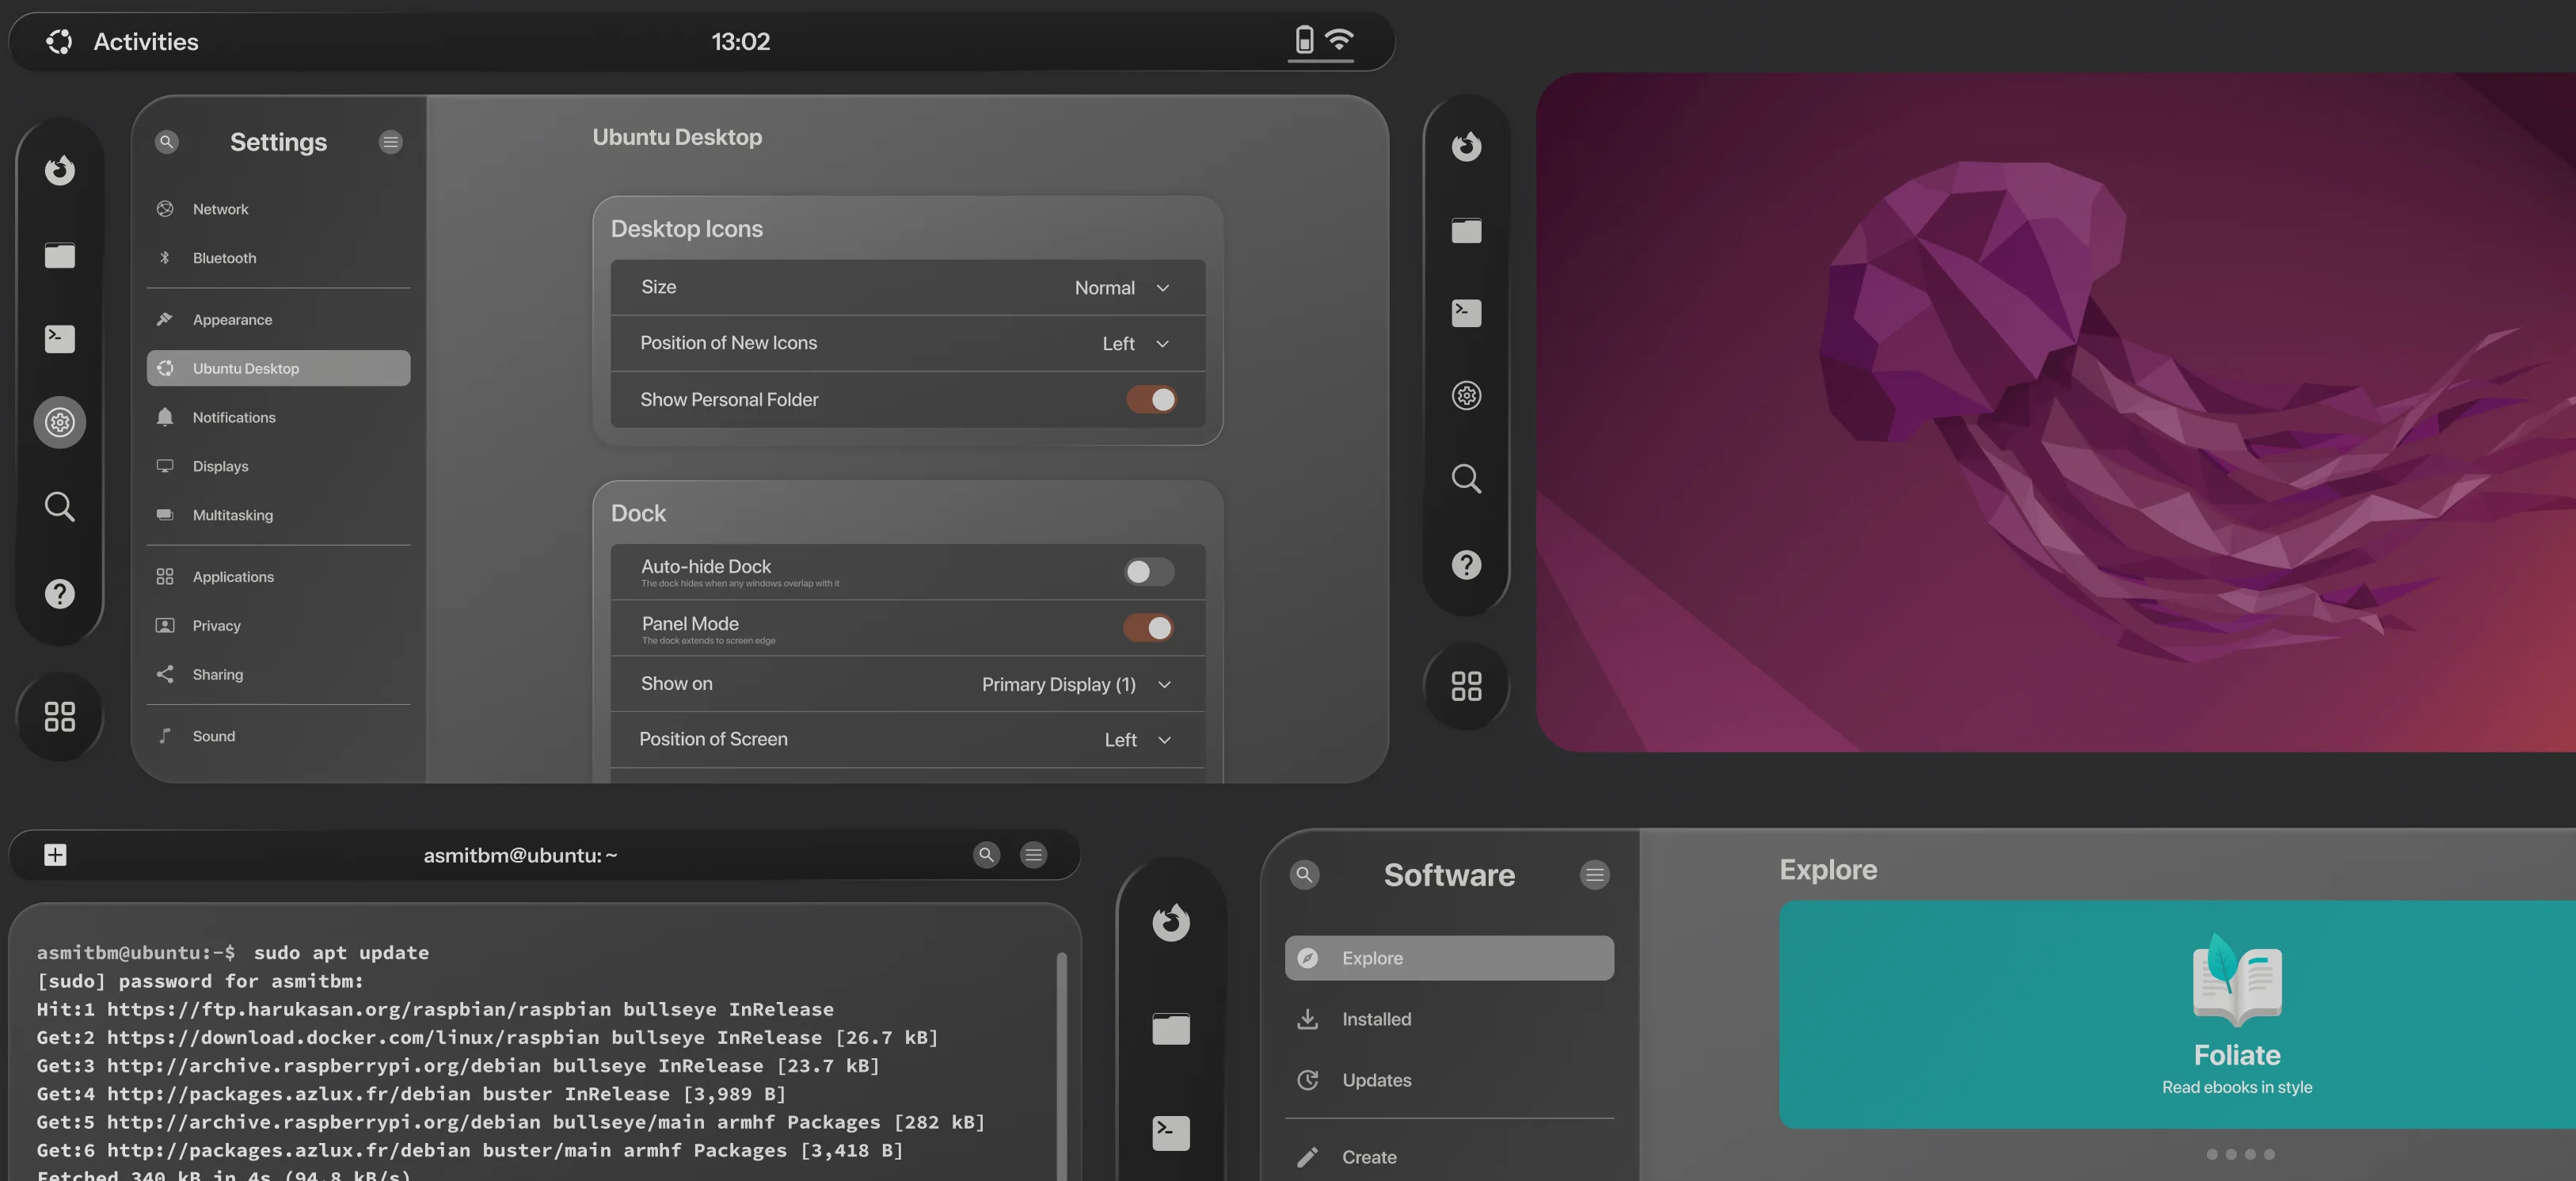 Activities
13:02
Settings
Network
Bluetooth
Appearance
Ubuntu Desktop
Notifications
Displays
Multitasking
Applications
Privacy
Sharing
Sound
Ubuntu Desktop
Desktop Icons
Size Normal
Position of New Icons Left
Show Personal Folder
Dock
Auto-hide Dock
The dock hides when any windows overlap with it
Panel Mode
The dock extends to screen edge
Show on Primary Display (1)
Position of Screen Left
asmitbm@ubuntu: ~
asmitbm@ubuntu:~$ sudo apt update
[sudo] password for asmitbm:
Hit:1 https://ftp.harukasan.org/raspbian/raspbian bullseye InRelease
Get:2 https://download.docker.com/linux/raspbian bullseye InRelease [26.7 kB]
Get:3 http://archive.raspberrypi.org/debian bullseye InRelease [23.7 kB]
Get:4 http://packages.azlux.fr/debian buster InRelease [3,989 B]
Get:5 http://archive.raspberrypi.org/debian bullseye/main armhf Packages [282 kB]
Get:6 http://packages.azlux.fr/debian buster/main armhf Packages [3,418 B]
Fetched 340 kB in 4s (94.8 kB/s)
Software
Explore
Installed
Updates
Create
Explore
Foliate
Read ebooks in style